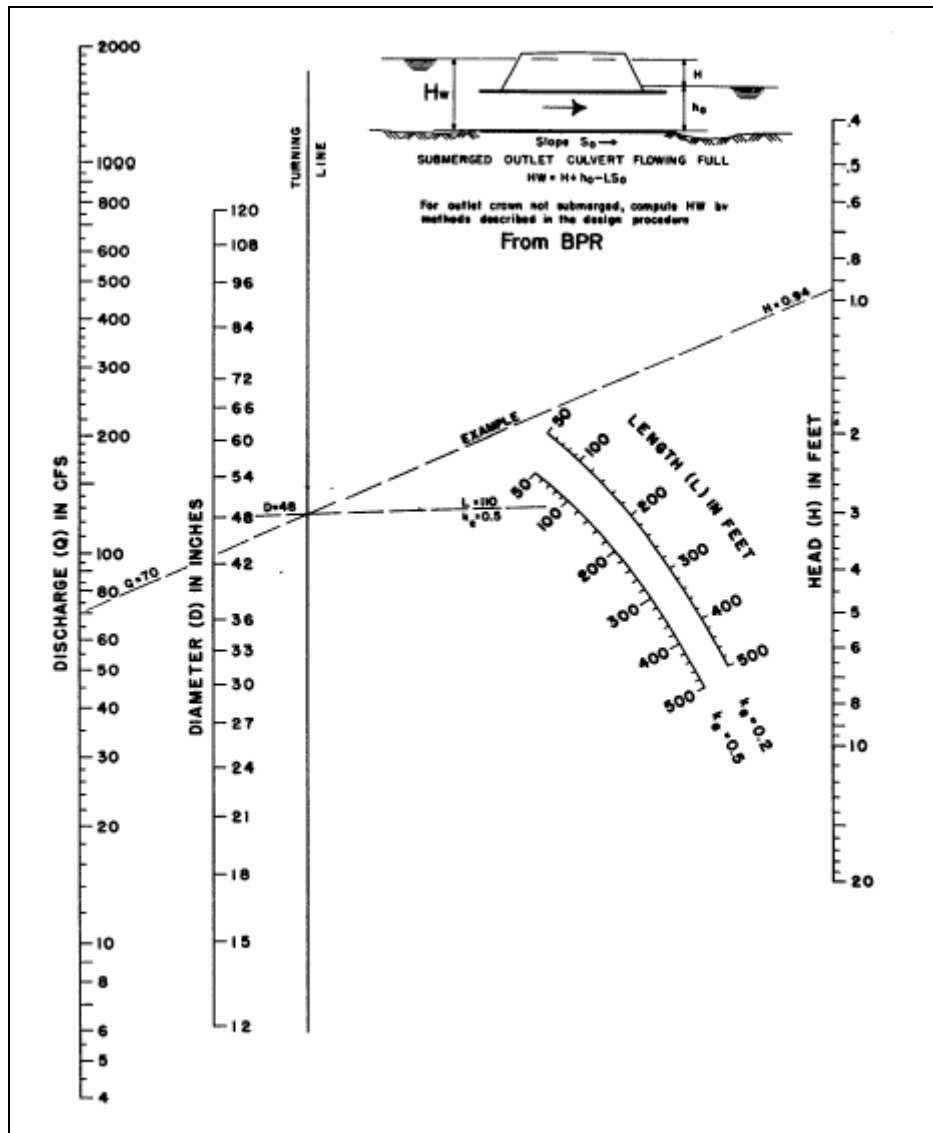 2000
1000
800
600
500
400
300
200
100
80
60
50
40
30
20
10
8
6
5
4
DISCHARGE (Q) IN CFS
120
108
96
84
72
66
60
54
48
42
36
33
30
27
24
21
18
15
12
DIAMETER (D) IN INCHES
TURNING
LINE
Hw
H
ho
Slope So
SUBMERGED OUTLET CULVERT FLOWING FULL
HW = H + ho - LSo
For outlet crown not submerged, compute HW by
methods described in the design procedure
From BPR
Q=70
D=48
EXAMPLE
H=0.94
L=110
ke=0.5
50
100
200
300
400
500
ke=0.2
50
100
200
300
400
500
ke=0.5
LENGTH (L) IN FEET
.4
.5
.6
.8
1.0
2
3
4
5
6
8
10
20
HEAD (H) IN FEET